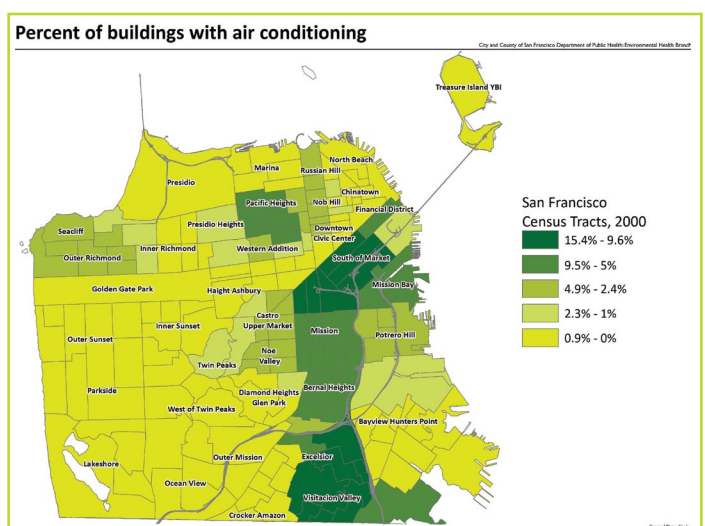 Percent of buildings with air conditioning
City and County of San Francisco Department of Public Health:Environmental Health Branch
Treasure Island YBI
North Beach
Marina
Russian Hill
Presidio
Chinatown
Pacific Heights
Nob Hill
Financial District
Seacliff
Presidio Heights
Downtown
Civic Center
Inner Richmond
Western Addition
Outer Richmond
South of Market
Golden Gate Park
Haight Ashbury
Mission Bay
Castro
Upper Market
Inner Sunset
Mission
Outer Sunset
Potrero Hill
Noe
Valley
Twin Peaks
Parkside
Diamond Heights
Glen Park
Bernal Heights
West of Twin Peaks
Bayview Hunters Point
Outer Mission
Excelsior
Lakeshore
Ocean View
Visitacion Valley
Crocker Amazon
San Francisco
Census Tracts, 2000
15.4% - 9.6%
9.5% - 5%
4.9% - 2.4%
2.3% - 1%
0.9% - 0%